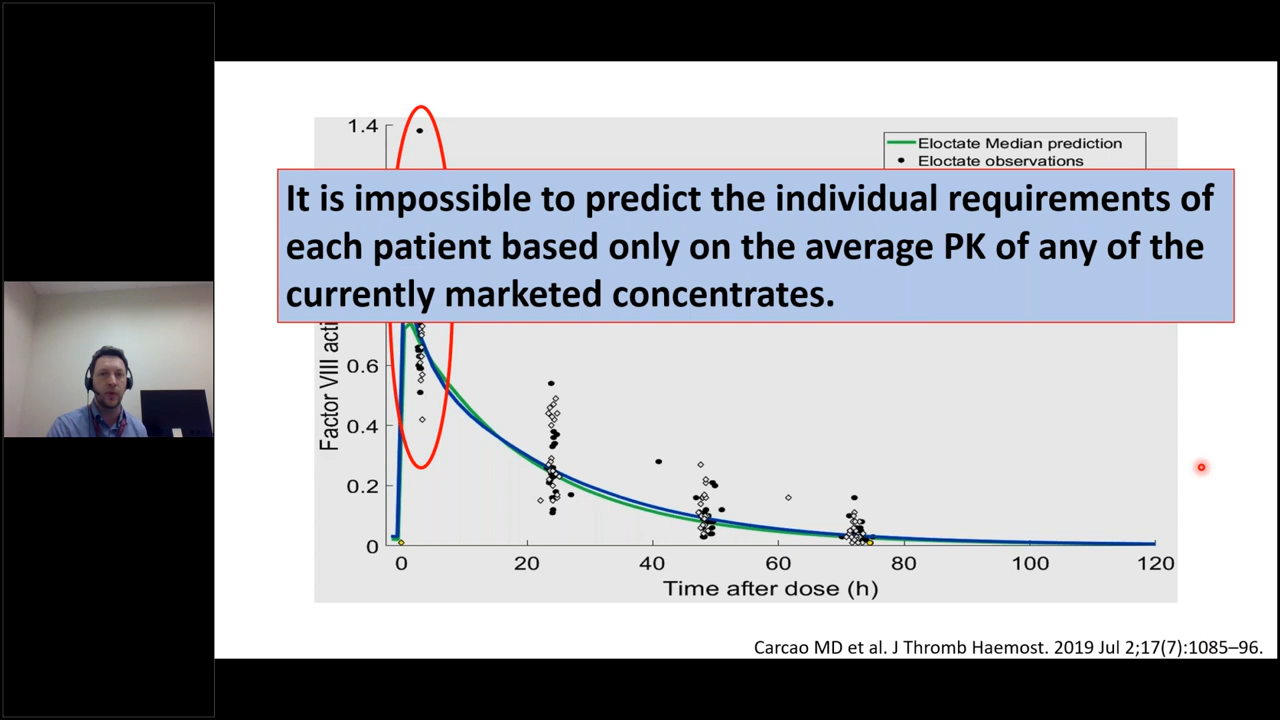 1.4
Eloctate Median prediction
Eloctate observations
It is impossible to predict the individual requirements of
each patient based only on the average PK of any of the
currently marketed concentrates.
Factor VIII
0.6
0.4
0.2
0
0 20 40 60 80 100 120
Time after dose (h)
Carcao MD et al. J Thromb Haemost. 2019 Jul 2;17(7):1085–96.